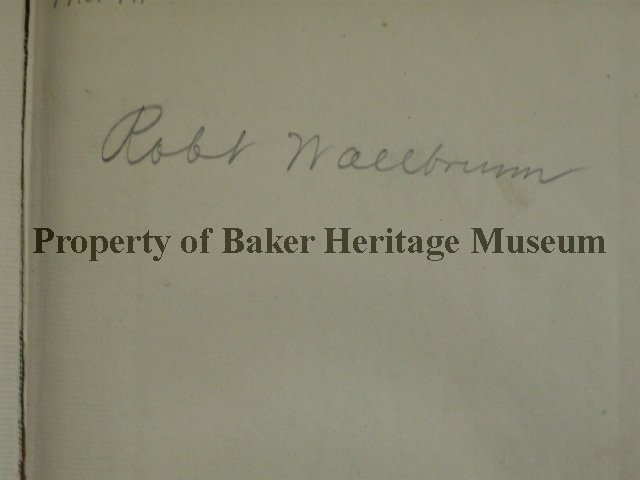 Robt Wallbrunn
Property of Baker Heritage Museum